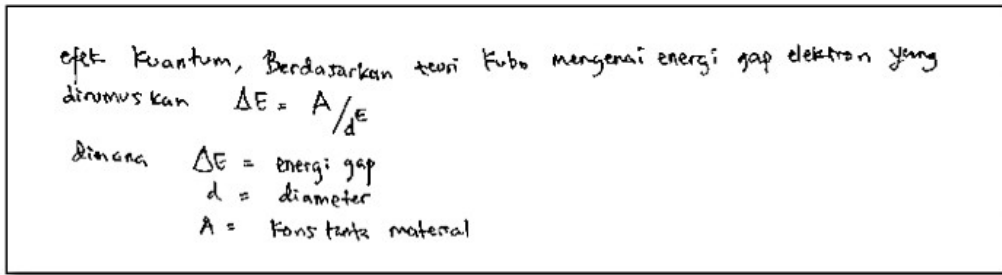 efek kuantum, Berdasarkan teori kubo mengenai energi gap elektron yang
dirumuskan ΔE = A/d^E
dimana ΔE = energi gap
d = diameter
A = konstanta material